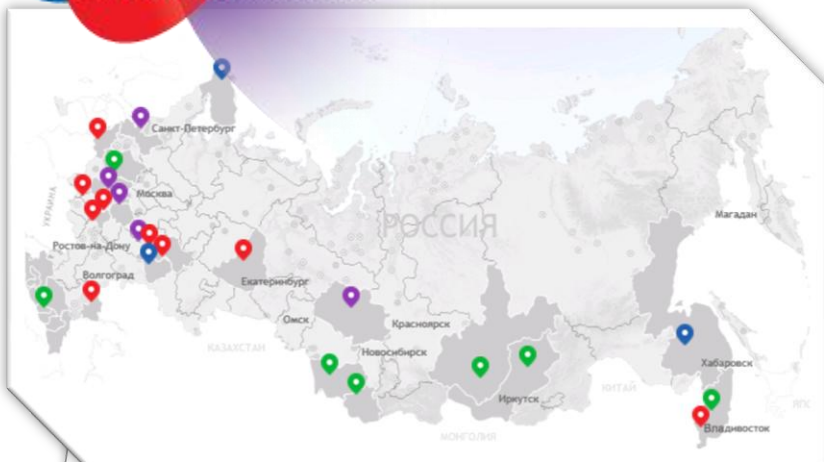 Санкт-Петербург
УКРАИНА
Москва
РОССИЯ
Магадан
Ростов-на-Дону
Волгоград
Екатеринбург
Омск
Красноярск
КАЗАХСТАН
Новосибирск
Хабаровск
КИТАЙ
Иркутск
Владивосток
МОНГОЛИЯ